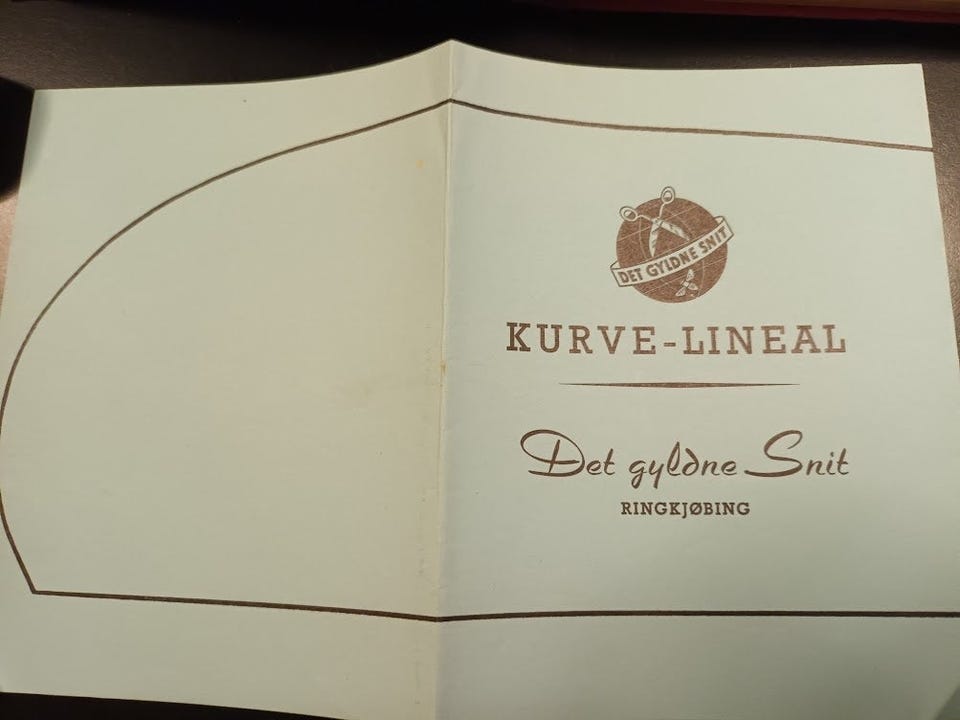 DET GYLDNE SNIT
KURVE-LINEAL
Det gyldne Snit
RINGKJØBING